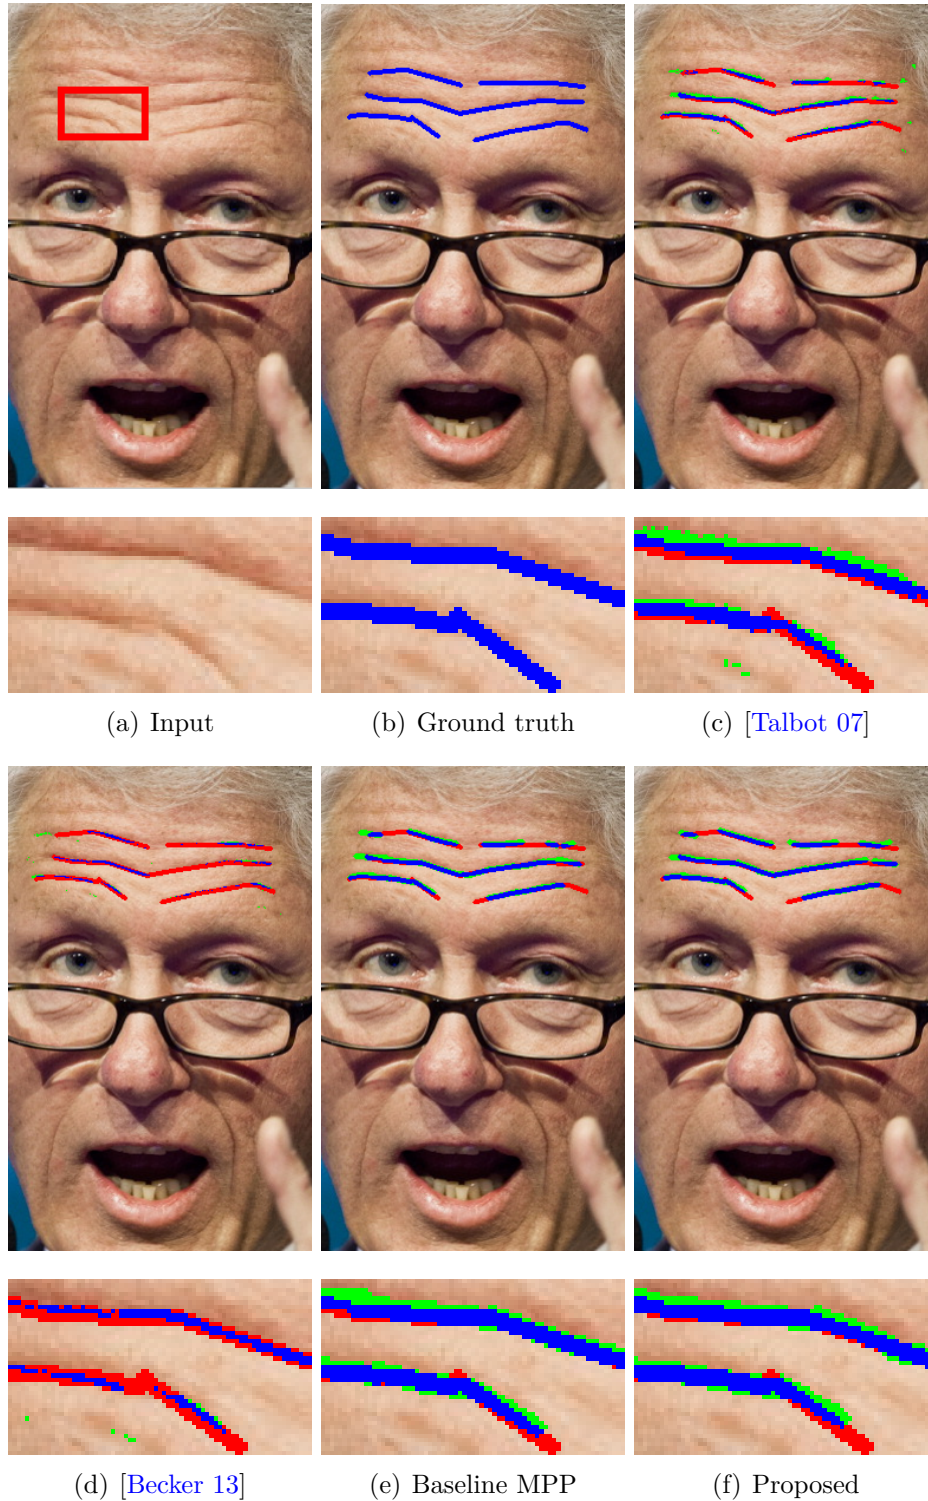 (a) Input
(b) Ground truth
(c) [Talbot 07]
(d) [Becker 13]
(e) Baseline MPP
(f) Proposed